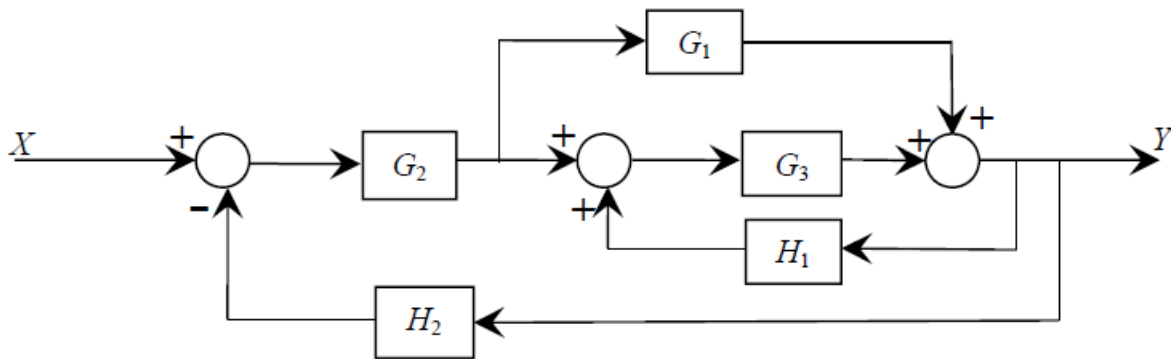 G₁
+
X + + + Y
G₂ G₃
- +
H₁
H₂